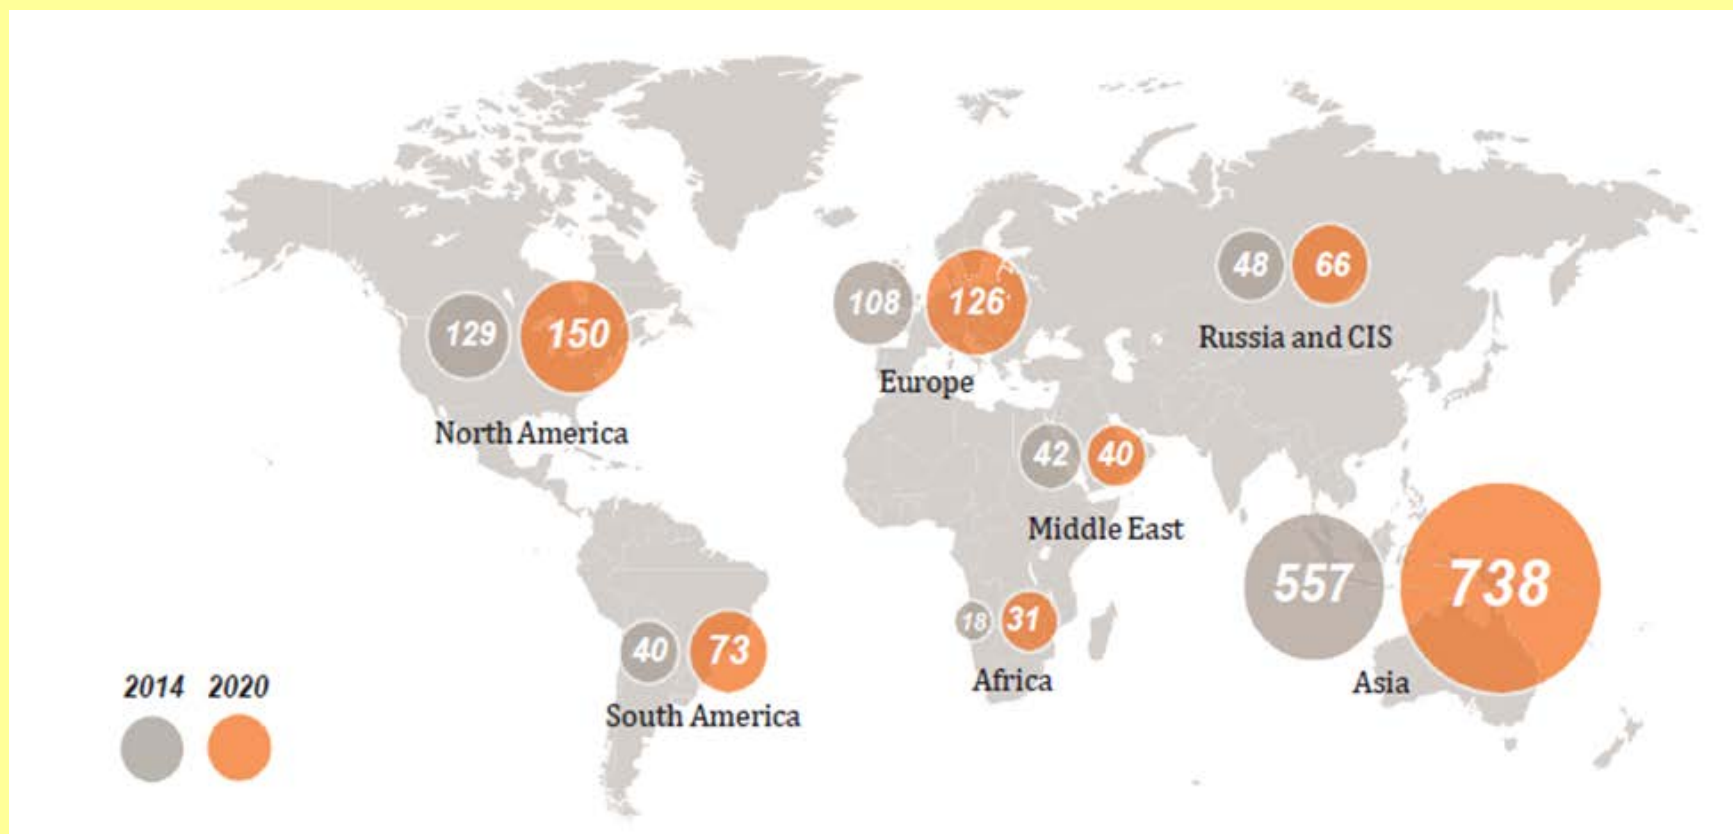 48 66
Russia and CIS
108 126
Europe
129 150
North America
42 40
Middle East
557 738
Asia
18 31
Africa
40 73
South America
2014 2020